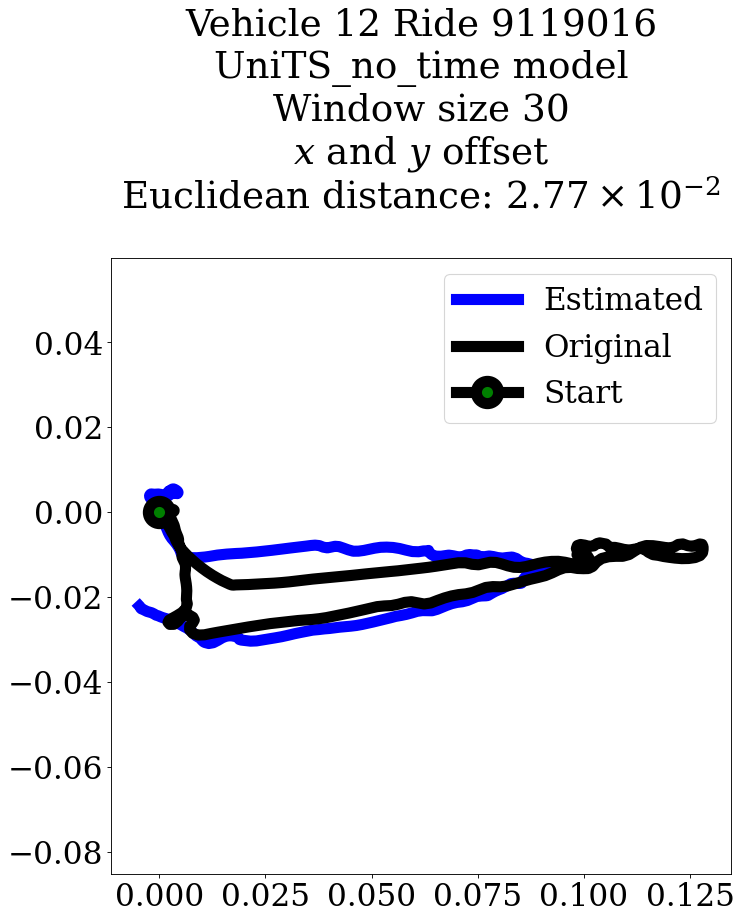 Vehicle 12 Ride 9119016
UniTS_no_time model
Window size 30
x and y offset
Euclidean distance: 2.77 × 10⁻²
Estimated
Original
Start
0.04
0.02
0.00
−0.02
−0.04
−0.06
−0.08
0.000 0.025 0.050 0.075 0.100 0.125